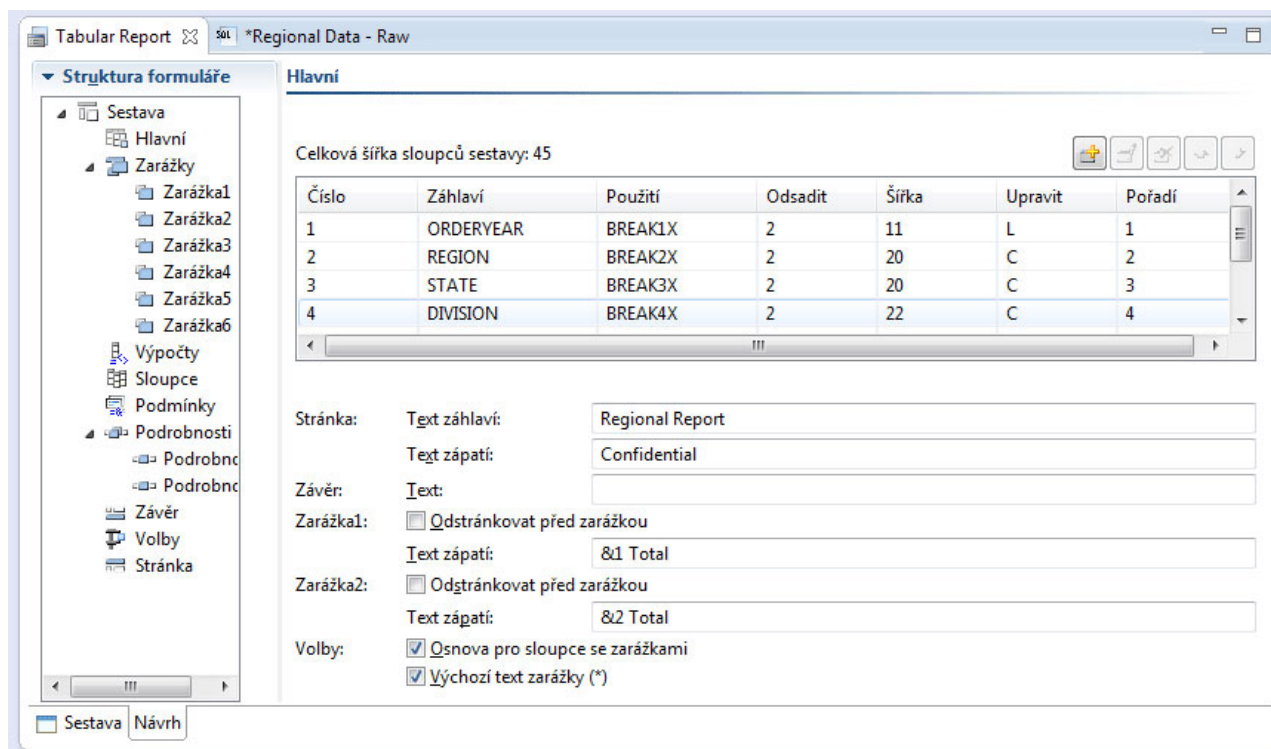 Tabular Report SQL *Regional Data - Raw
Struktura formuláře
Sestava
Hlavní
Zarážky
Zarážka1
Zarážka2
Zarážka3
Zarážka4
Zarážka5
Zarážka6
Výpočty
Sloupce
Podmínky
Podrobnosti
Podrobno
Podrobno
Závěr
Volby
Stránka
Hlavní
Celková šířka sloupců sestavy: 45
Číslo Záhlaví Použití Odsadit Šířka Upravit Pořadí
1 ORDERYEAR BREAK1X 2 11 L 1
2 REGION BREAK2X 2 20 C 2
3 STATE BREAK3X 2 20 C 3
4 DIVISION BREAK4X 2 22 C 4
Stránka: Text záhlaví: Regional Report
Text zápatí: Confidential
Závěr: Text:
Zarážka1: Odstránkovat před zarážkou
Text zápatí: &1 Total
Zarážka2: Odstránkovat před zarážkou
Text zápatí: &2 Total
Volby: Osnova pro sloupce se zarážkami
Výchozí text zarážky (*)
Sestava Návrh